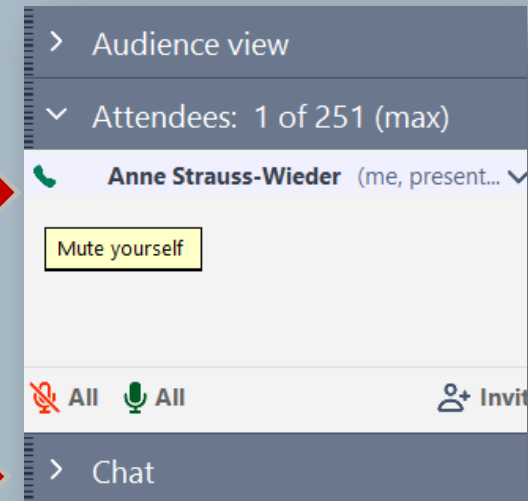 Audience view
Attendees: 1 of 251 (max)
Anne Strauss-Wieder (me, present...
Mute yourself
All All Invit
Chat